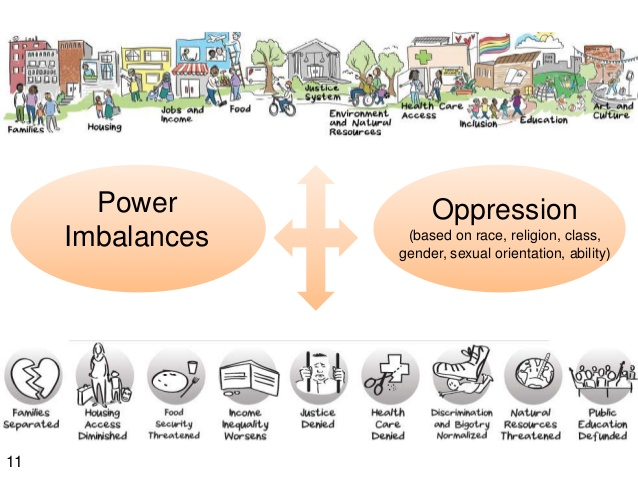 Families
Housing
Jobs and
Income
Food
Justice
System
Environment
and Natural
Resources
Health Care
Access
Inclusion
Education
Art and
Culture
Power
Imbalances
Oppression
(based on race, religion, class,
gender, sexual orientation, ability)
Families
Separated
Housing
Access
Diminished
Food
Security
Threatened
Income
Inequality
Worsens
Justice
Denied
Health
Care
Denied
Discrimination
and Bigotry
Normalized
Natural
Resources
Threatened
Public
Education
Defunded
11